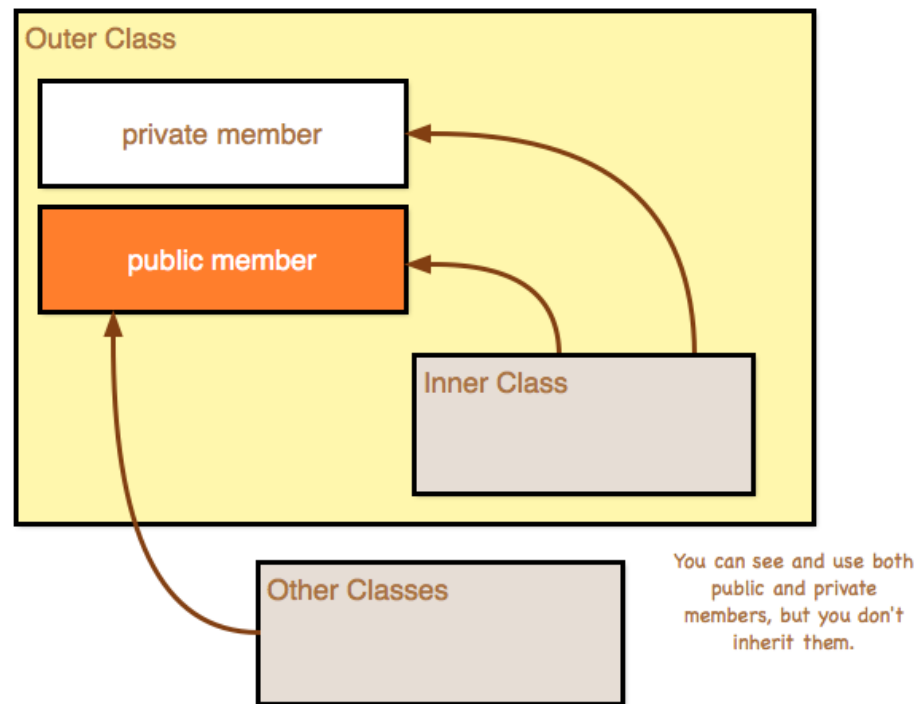 Outer Class
private member
public member
Inner Class
Other Classes
You can see and use both
public and private
members, but you don't
inherit them.